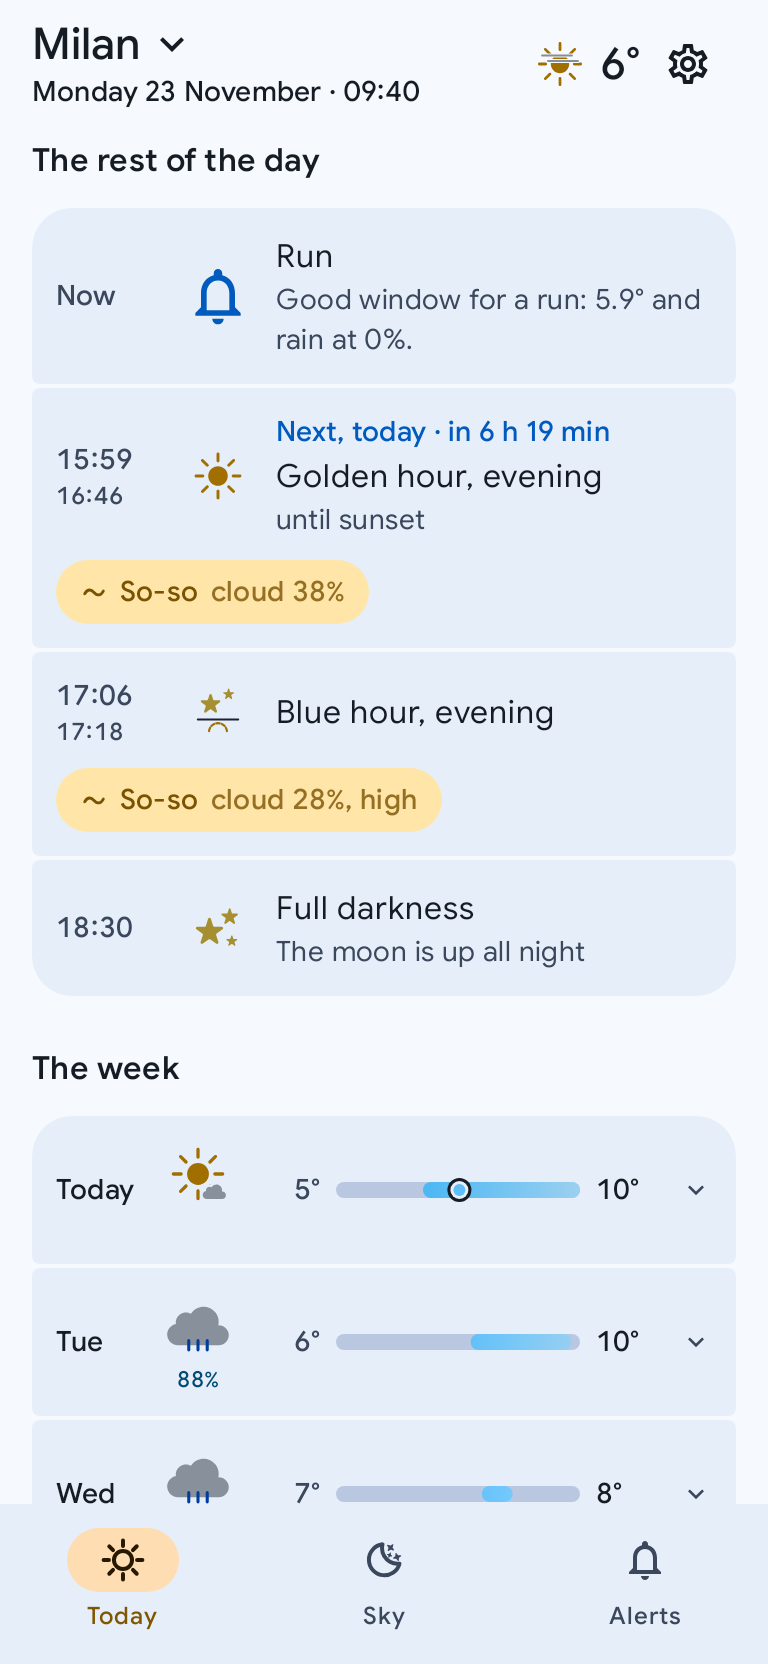 Milan
Monday 23 November · 09:40
6°
The rest of the day
Now
Run
Good window for a run: 5.9° and
rain at 0%.
Next, today · in 6 h 19 min
15:59
16:46
Golden hour, evening
until sunset
~ So-so cloud 38%
17:06
17:18
Blue hour, evening
~ So-so cloud 28%, high
18:30
Full darkness
The moon is up all night
The week
Today 5° 10°
Tue 6° 10°
88%
Wed 7° 8°
Today Sky Alerts